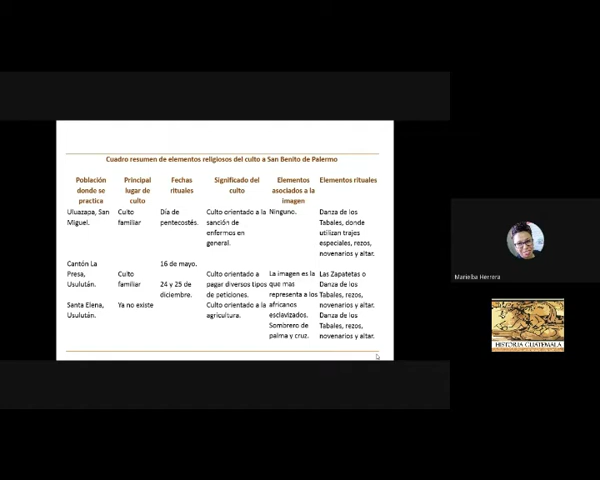 Cuadro resumen de elementos religiosos del culto a San Benito de Palermo
Población donde se practica
Principal lugar de culto
Fechas rituales
Significado del culto
Elementos asociados a la imagen
Elementos rituales
Uluazapa, San Miguel.
Culto familiar
Día de pentecostés.
Culto orientado a la sanción de enfermos en general.
Ninguno.
Danza de los Tabales, donde utilizan trajes especiales, rezos, novenarios y altar.
Cantón La Presa, Usulután.
Culto familiar
16 de mayo.
24 y 25 de diciembre.
Culto orientado a pagar diversos tipos de peticiones.
La imagen es la que mas representa a los africanos esclavizados.
Las Zapetatas o Danza de los Tabales, rezos, novenarios y altar.
Santa Elena, Usulután.
Ya no existe
Culto orientado a la agricultura.
Sombrero de palma y cruz.
Danza de los Tabales, rezos, novenarios y altar.
Marielba Herrera
HISTORIA GUATEMALA